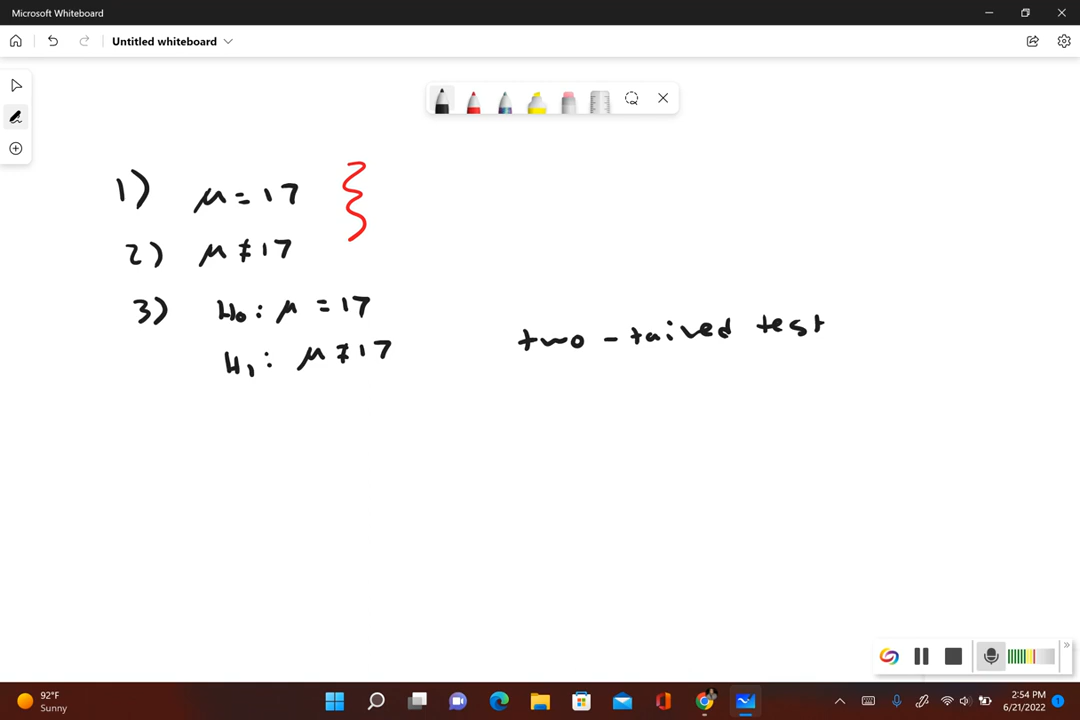 Microsoft Whiteboard
Untitled whiteboard
1) μ = 17
2) μ ≠ 17
3) H₀ : μ = 17
H₁ : μ ≠ 17
two - tailed test
92°F
Sunny
2:54 PM
6/21/2022
1